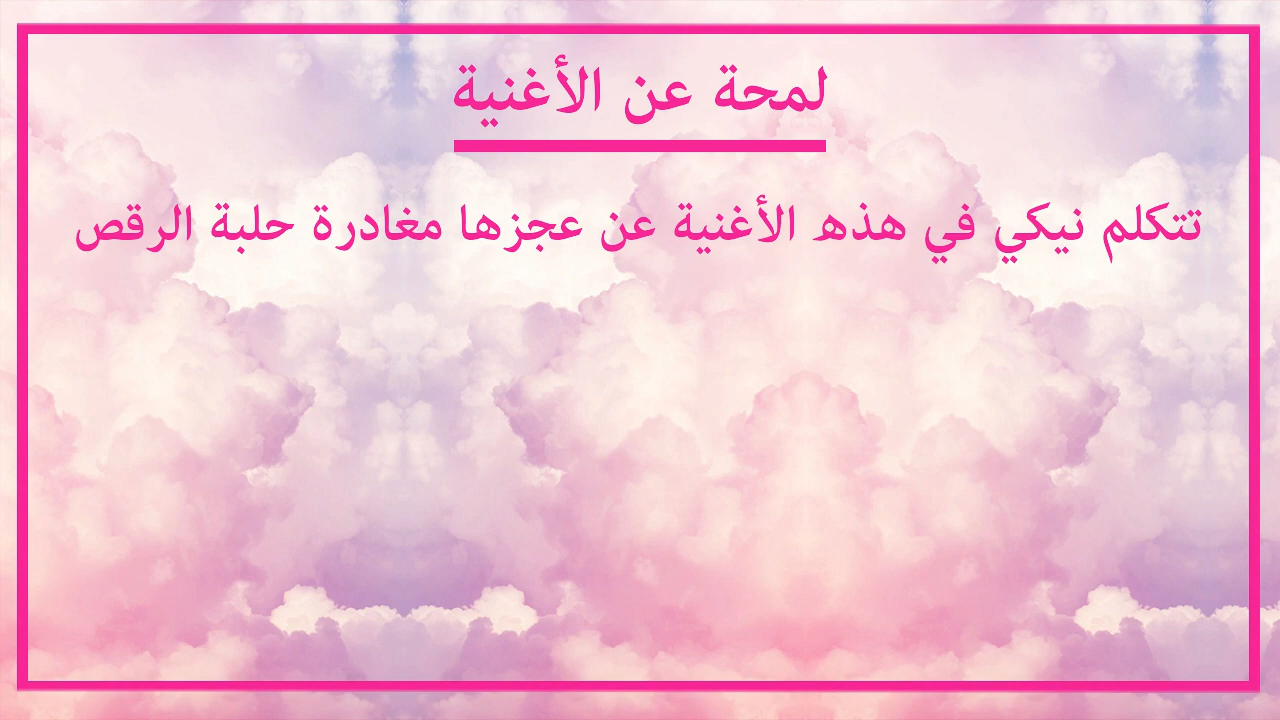 لمحة عن الأغنية
تتكلم نيكي في هذه الأغنية عن عجزها مغادرة حلبة الرقص